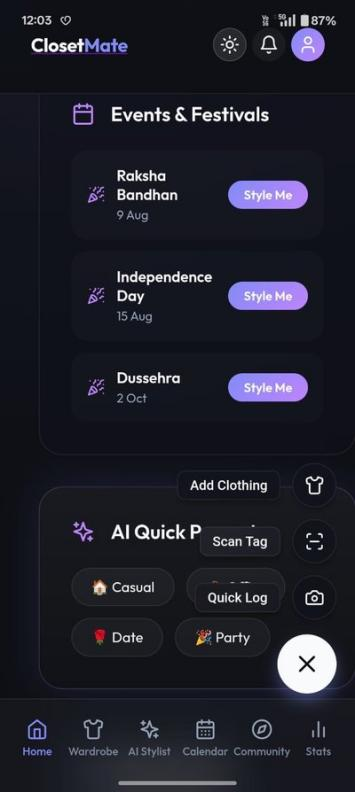 12:03
5G
87%
ClosetMate
Events & Festivals
Raksha
Bandhan
9 Aug
Style Me
Independence
Day
15 Aug
Style Me
Dussehra
2 Oct
Style Me
Add Clothing
AI Quick
Scan Tag
Casual
Quick Log
Date
Party
Home
Wardrobe
AI Stylist
Calendar
Community
Stats